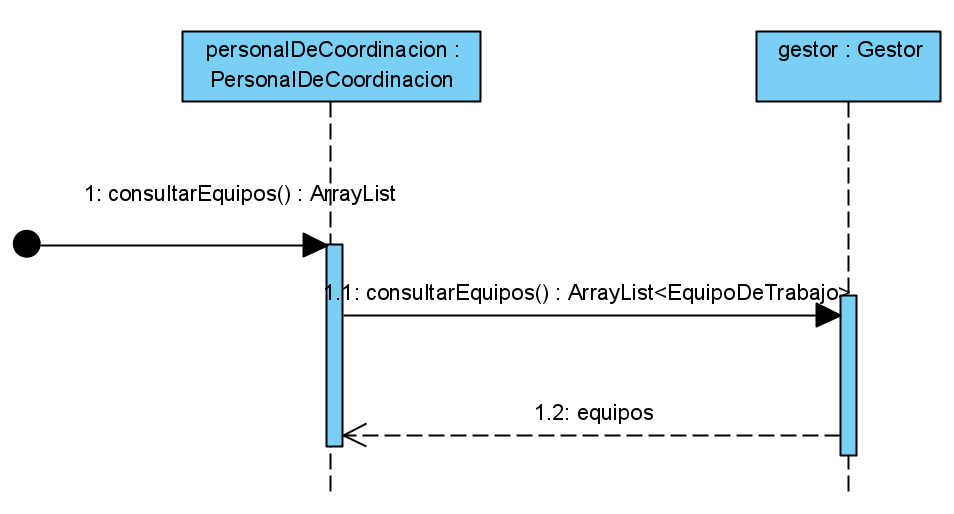 personalDeCoordinacion :
PersonalDeCoordinacion
gestor : Gestor
1: consultarEquipos() : ArrayList
1.1: consultarEquipos() : ArrayList<EquipoDeTrabajo>
1.2: equipos